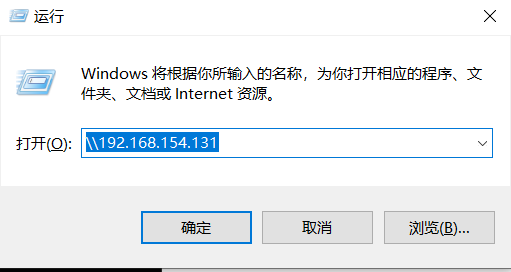 运行
Windows 将根据你所输入的名称，为你打开相应的程序、文
件夹、文档或 Internet 资源。
打开(O): \\192.168.154.131
确定 取消 浏览(B)...